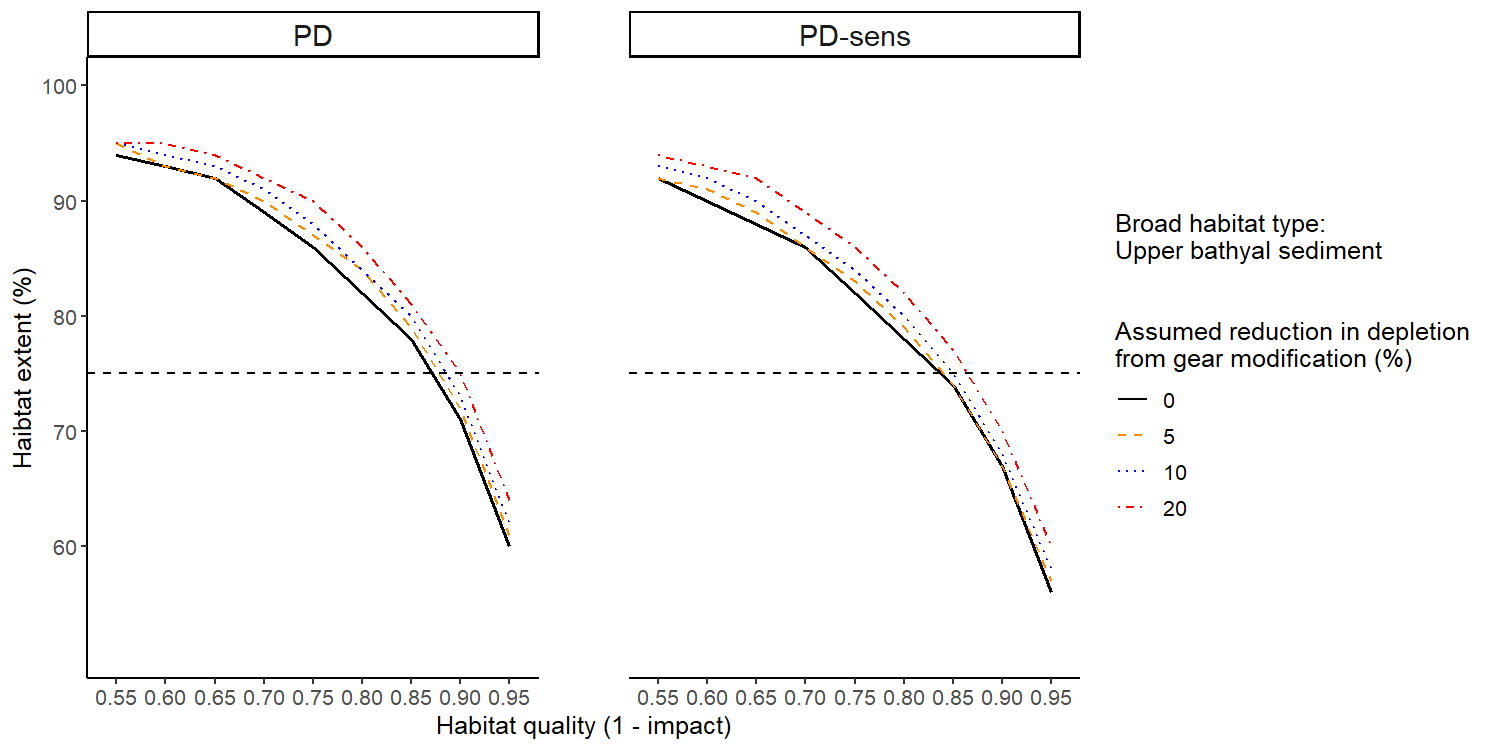 PD
PD-sens
100
90
80
70
60
Haibtat extent (%)
0.55 0.60 0.65 0.70 0.75 0.80 0.85 0.90 0.95
0.55 0.60 0.65 0.70 0.75 0.80 0.85 0.90 0.95
Habitat quality (1 - impact)
Broad habitat type:
Upper bathyal sediment
Assumed reduction in depletion
from gear modification (%)
0
5
10
20